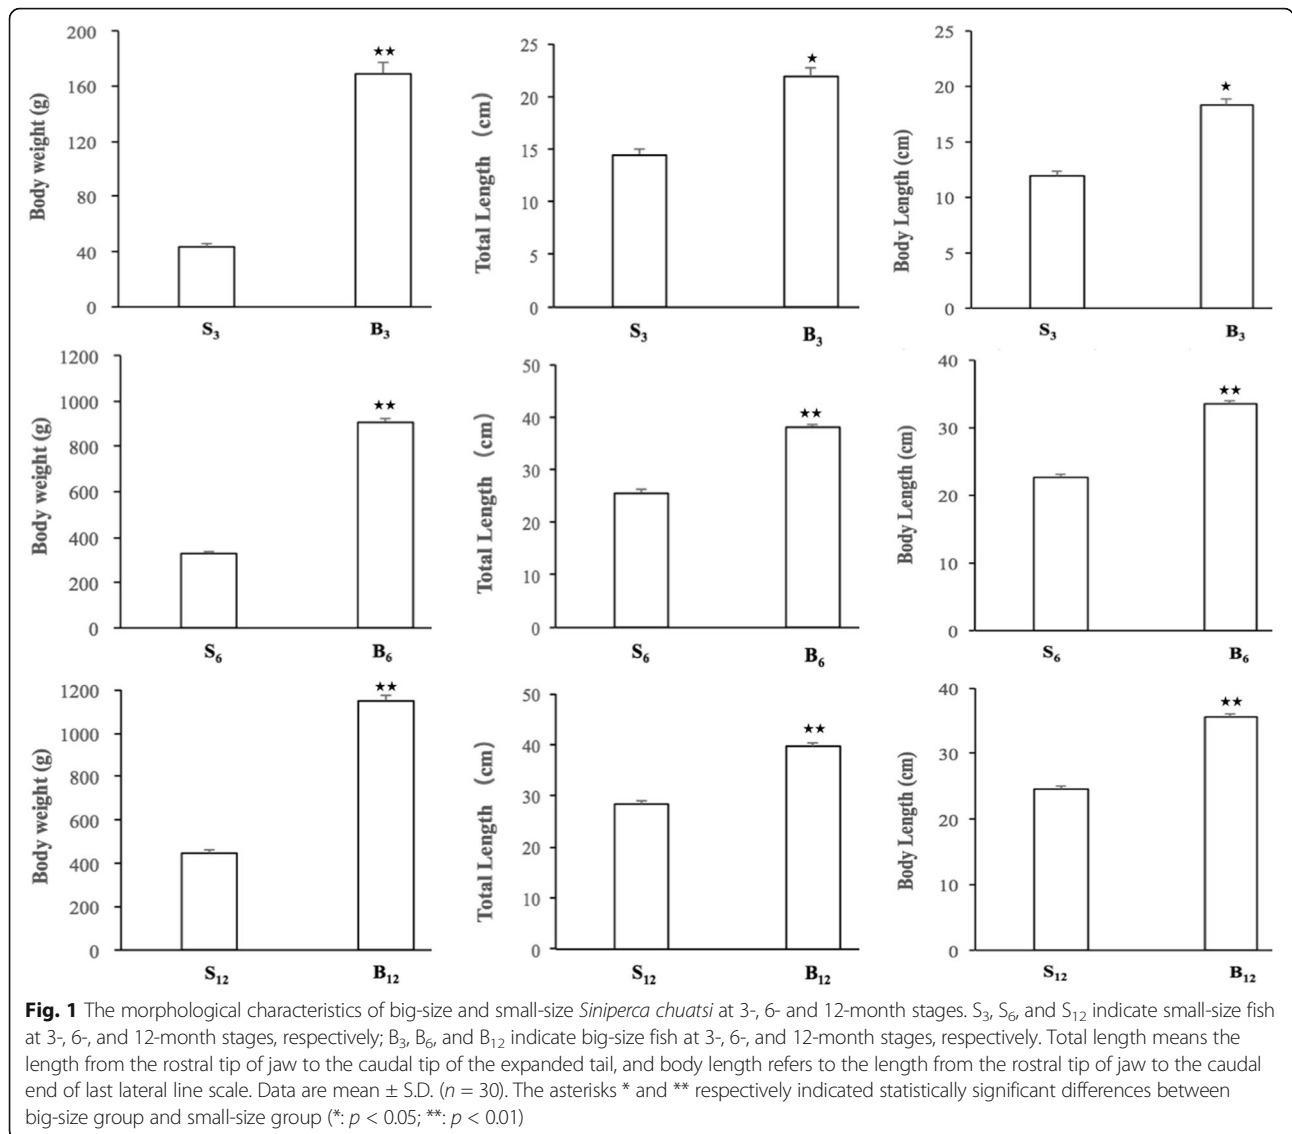 200
160
120
80
40
0
Body weight (g)
★★
S₃ B₃
25
20
15
10
5
0
Total Length (cm)
★
S₃ B₃
25
20
15
10
5
0
Body Length (cm)
★
S₃ B₃
1200
1000
800
600
400
200
0
Body weight (g)
★★
S₆ B₆
50
40
30
20
10
0
Total Length (cm)
★★
S₆ B₆
40
30
20
10
0
Body Length (cm)
★★
S₆ B₆
1200
1000
800
600
400
200
0
Body weight (g)
★★
S₁₂ B₁₂
50
40
30
20
10
0
Total Length (cm)
★★
S₁₂ B₁₂
40
30
20
10
0
Body Length (cm)
★★
S₁₂ B₁₂
Fig. 1 The morphological characteristics of big-size and small-size Siniperca chuatsi at 3-, 6- and 12-month stages. S₃, S₆, and S₁₂ indicate small-size fish
at 3-, 6-, and 12-month stages, respectively; B₃, B₆, and B₁₂ indicate big-size fish at 3-, 6-, and 12-month stages, respectively. Total length means the
length from the rostral tip of jaw to the caudal tip of the expanded tail, and body length refers to the length from the rostral tip of jaw to the caudal
end of last lateral line scale. Data are mean ± S.D. (n = 30). The asterisks * and ** respectively indicated statistically significant differences between
big-size group and small-size group (*: p < 0.05; **: p < 0.01)